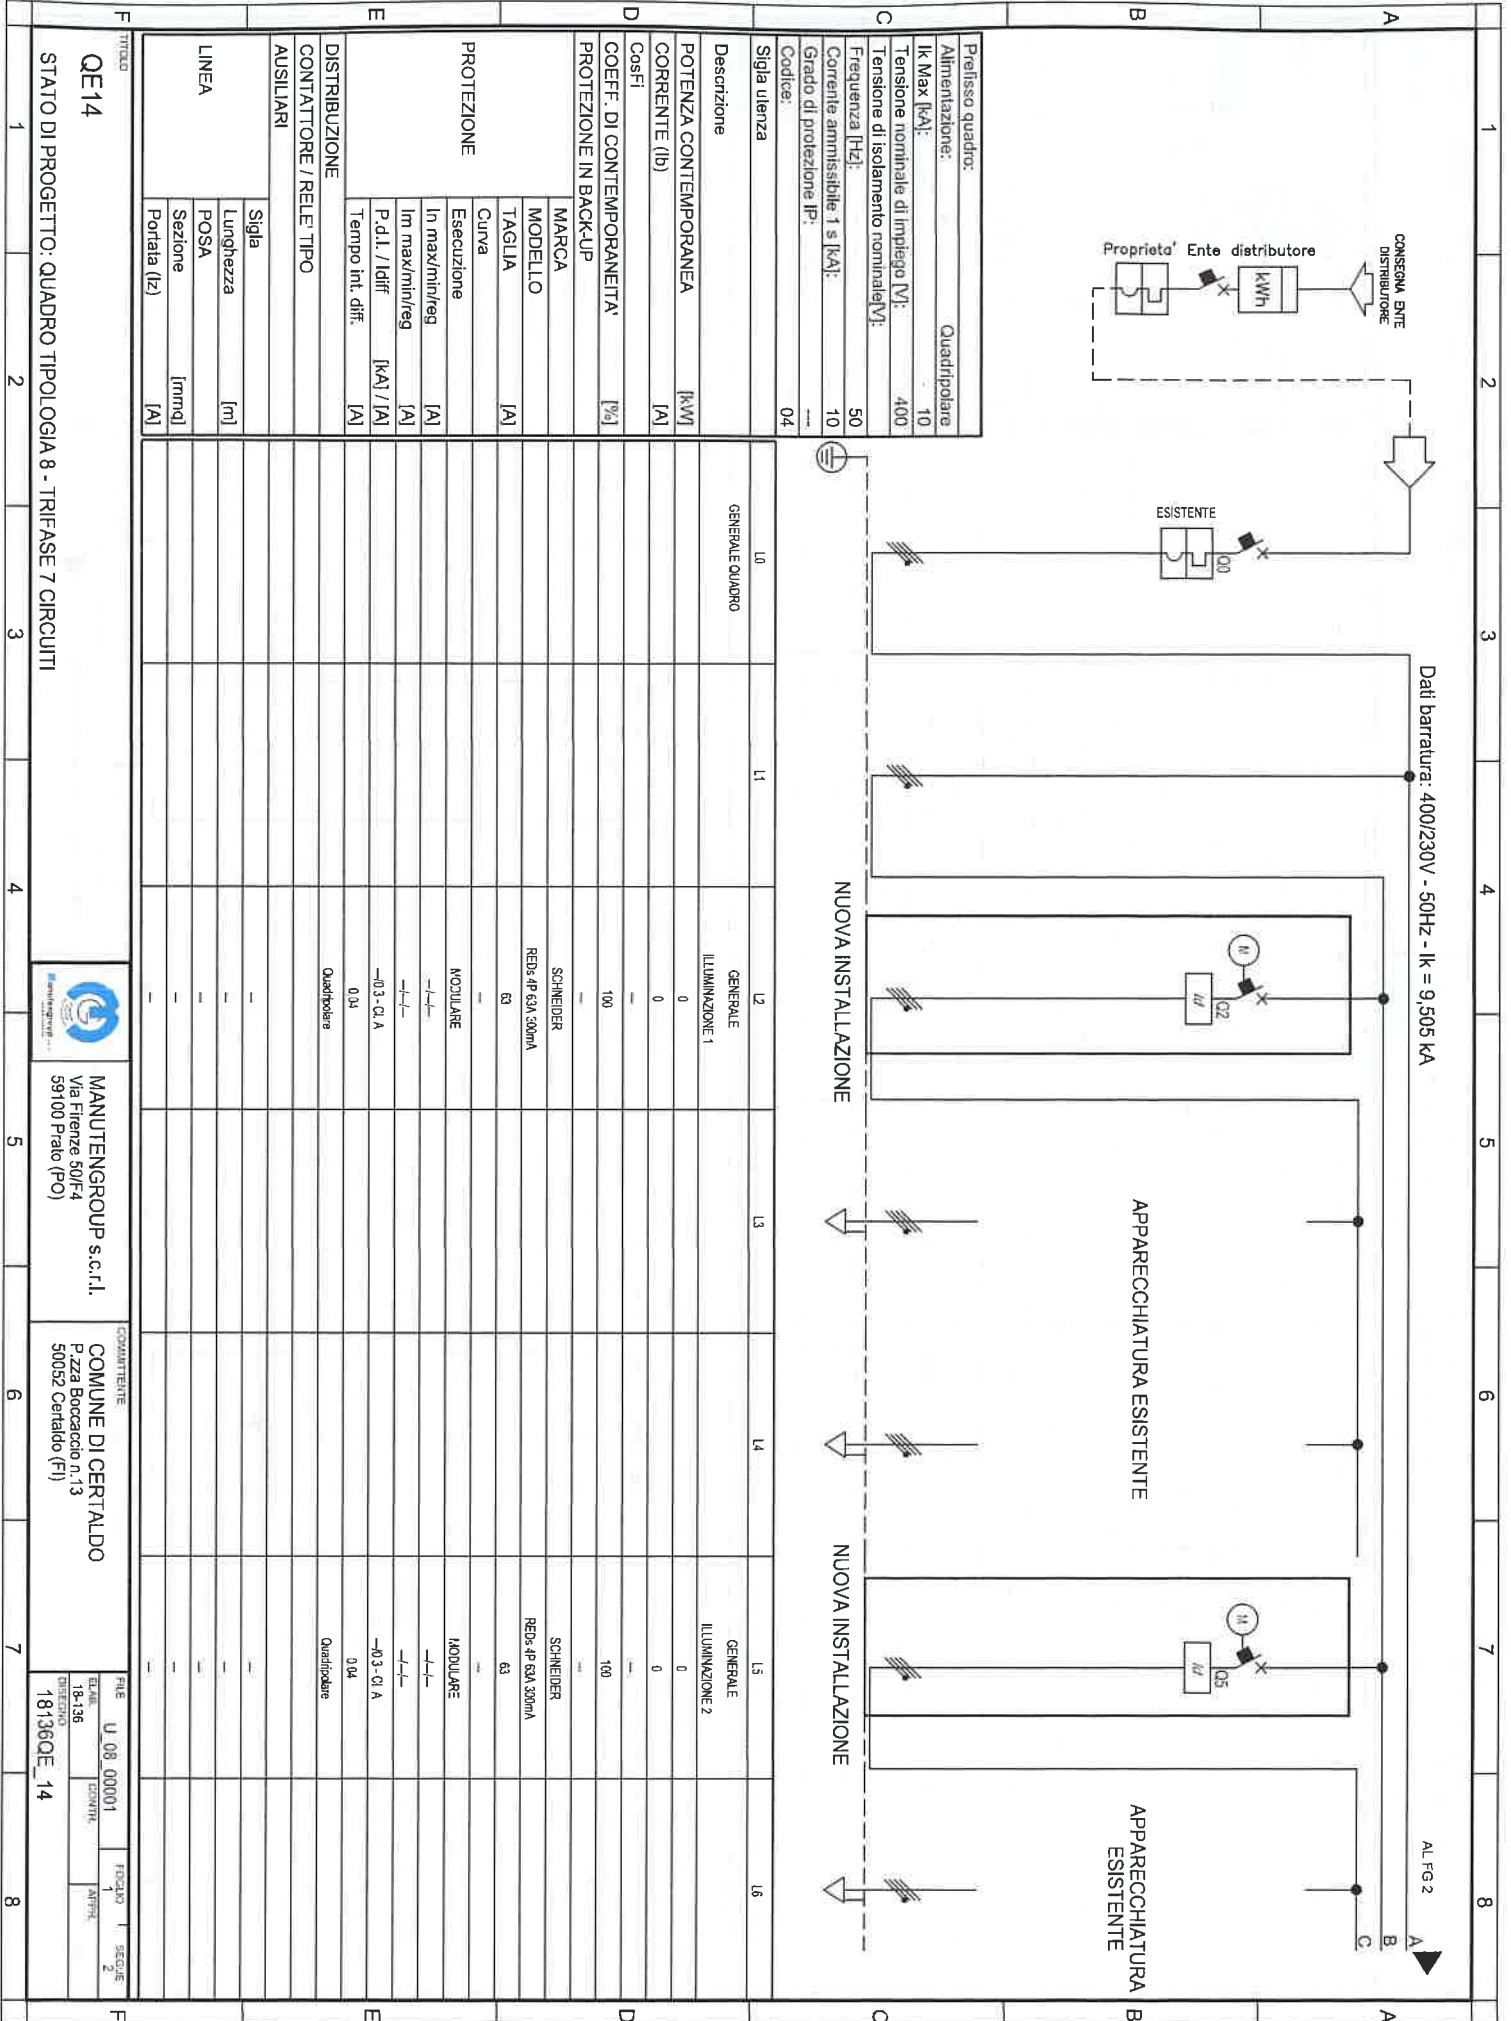 1 2 3 4 5 6 7 8
A
B
C
D
E
F
CONSEGNA ENTE
DISTRIBUTORE
kWh
Proprieta' Ente distributore
Dati barratura: 400/230V - 50Hz - Ik = 9,505 kA
AL FG 2
A
B
C
ESISTENTE
Q0
M
Id
Q2
APPARECCHIATURA ESISTENTE
M
Id
Q5
APPARECCHIATURA
ESISTENTE
NUOVA INSTALLAZIONE
NUOVA INSTALLAZIONE
Prefisso quadro:
Alimentazione: Quadripolare
Ik Max [kA]: 10
Tensione nominale di impiego [V]: 400
Tensione di isolamento nominale[V]:
Frequenza [Hz]: 50
Corrente ammissibile 1 s [kA]: 10
Grado di protezione IP: ---
Codice: 04
Sigla utenza L0 L1 L2 L3 L4 L5 L6
Descrizione GENERALE QUADRO GENERALE ILLUMINAZIONE 1 GENERALE ILLUMINAZIONE 2
POTENZA CONTEMPORANEA [kW] 0 0
CORRENTE (Ib) [A] 0 0
CosFi --- ---
COEFF. DI CONTEMPORANEITA' [%] 100 100
PROTEZIONE IN BACK-UP --- ---
PROTEZIONE
MARCA SCHNEIDER SCHNEIDER
MODELLO REDs 4P 63A 300mA REDs 4P 63A 300mA
TAGLIA [A] 63 63
Curva --- ---
Esecuzione MODULARE MODULARE
In max/min/reg [A] ---/---/--- ---/---/---
Im max/min/reg [A] ---/---/--- ---/---/---
P.d.I. / Idiff [kA] / [A] ---/0.3 - Cl. A ---/0.3 - Cl. A
Tempo int. diff. [A] 0.04 0.04
DISTRIBUZIONE Quadripolare Quadripolare
CONTATTORE / RELE' TIPO
AUSILIARI
LINEA
Sigla --- ---
Lunghezza [m] --- ---
POSA --- ---
Sezione [mmq] --- ---
Portata (Iz) [A] --- ---
TITOLO
QE14
STATO DI PROGETTO: QUADRO TIPOLOGIA 8 - TRIFASE 7 CIRCUITI
MANUTENGROUP s.c.r.l.
Via Firenze 50/F4
59100 Prato (PO)
COMMITTENTE
COMUNE DI CERTALDO
P.zza Boccaccio n.13
50052 Certaldo (FI)
FILE
U_08_00001
FOGLIO
1
SEGUE
2
ELAB.
18-136
CONTR.
APPR.
DISEGNO
18136QE_14
A
B
C
D
E
F
1 2 3 4 5 6 7 8